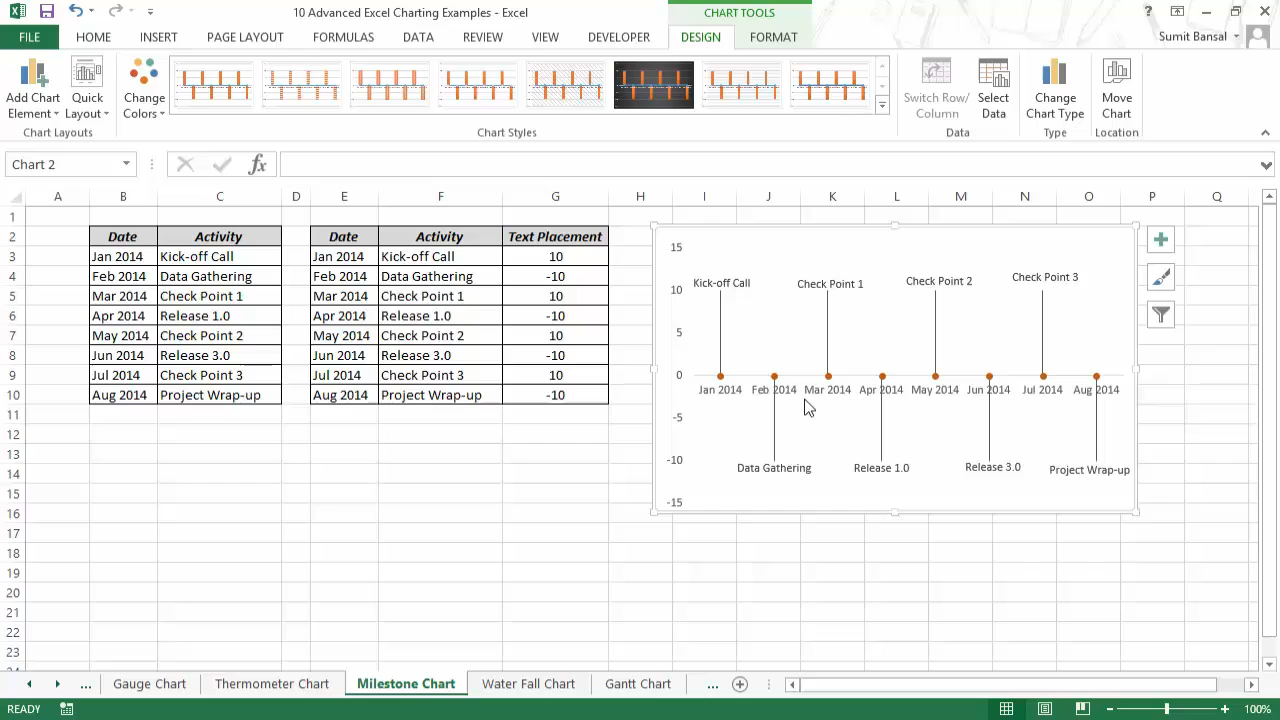 10 Advanced Excel Charting Examples - Excel
CHART TOOLS
?
FILE HOME INSERT PAGE LAYOUT FORMULAS DATA REVIEW VIEW DEVELOPER DESIGN FORMAT Sumit Bansal
Add Chart Element
Quick Layout
Change Colors
Switch Row/ Column
Select Data
Change Chart Type
Move Chart
Chart Layouts Chart Styles Data Type Location
Chart 2 fx
A B C D E F G H I J K L M N O P Q
1
2 Date Activity Date Activity Text Placement
3 Jan 2014 Kick-off Call Jan 2014 Kick-off Call 10
4 Feb 2014 Data Gathering Feb 2014 Data Gathering -10
5 Mar 2014 Check Point 1 Mar 2014 Check Point 1 10
6 Apr 2014 Release 1.0 Apr 2014 Release 1.0 -10
7 May 2014 Check Point 2 May 2014 Check Point 2 10
8 Jun 2014 Release 3.0 Jun 2014 Release 3.0 -10
9 Jul 2014 Check Point 3 Jul 2014 Check Point 3 10
10 Aug 2014 Project Wrap-up Aug 2014 Project Wrap-up -10
11
12
13
14
15
16
17
18
19
20
21
22
23
15
Kick-off Call Check Point 1 Check Point 2 Check Point 3
10
5
0
Jan 2014 Feb 2014 Mar 2014 Apr 2014 May 2014 Jun 2014 Jul 2014 Aug 2014
-5
-10
Data Gathering Release 1.0 Release 3.0 Project Wrap-up
-15
... Gauge Chart Thermometer Chart Milestone Chart Water Fall Chart Gantt Chart ...
READY 100%